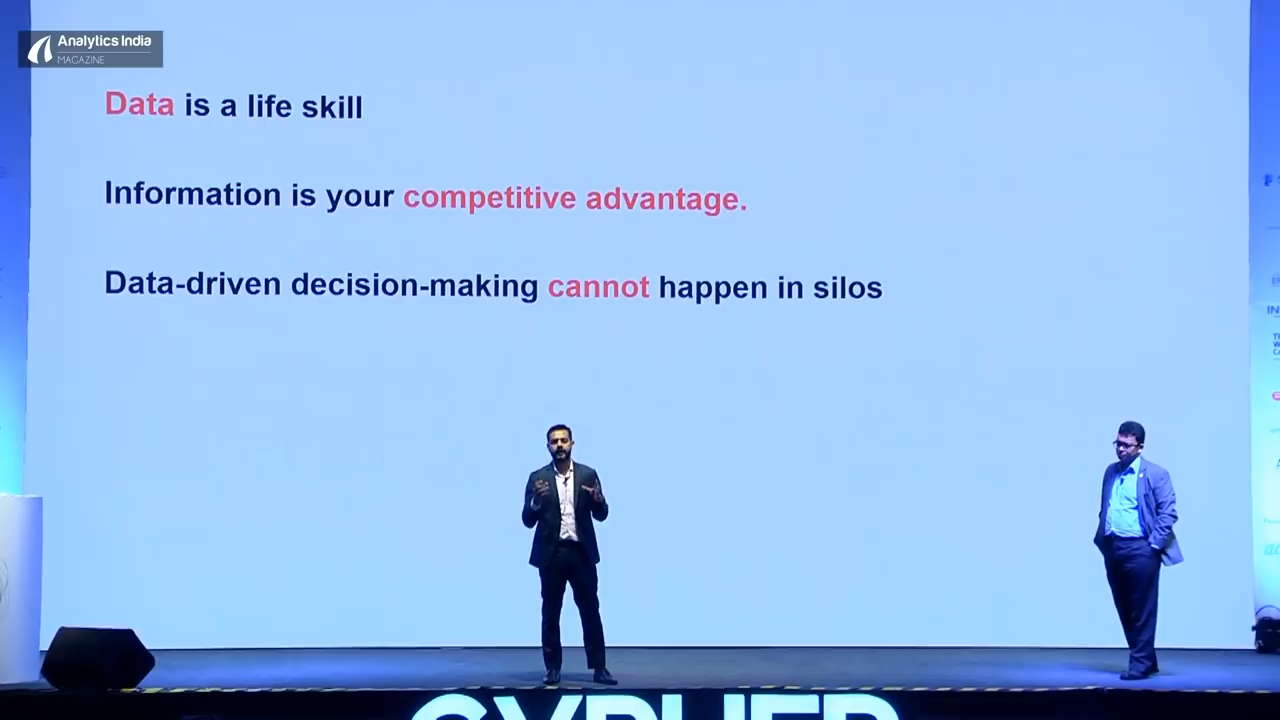 Analytics India
MAGAZINE
Data is a life skill
Information is your competitive advantage.
Data-driven decision-making cannot happen in silos